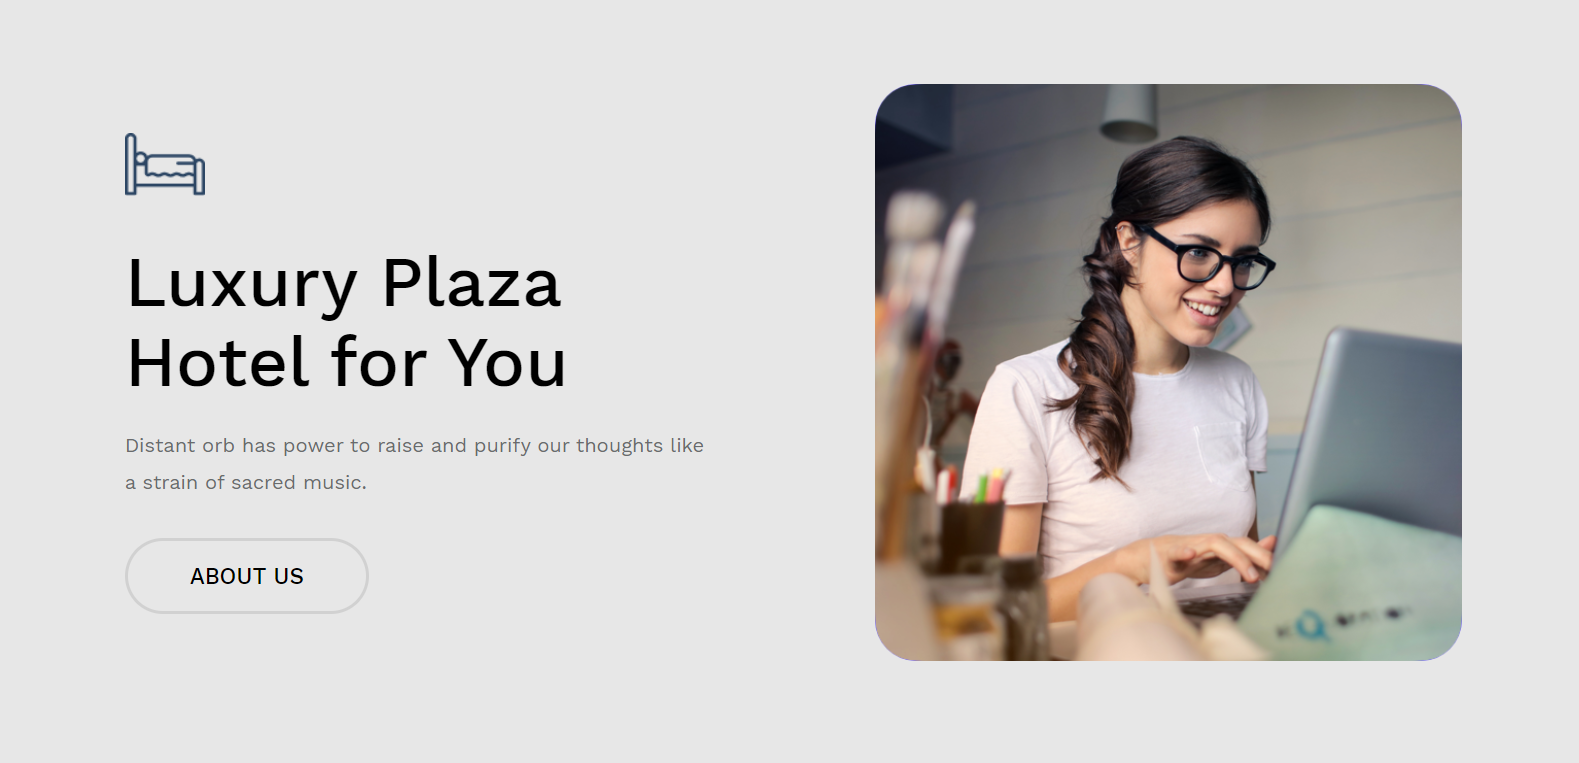 Luxury Plaza
Hotel for You
Distant orb has power to raise and purify our thoughts like
a strain of sacred music.
ABOUT US